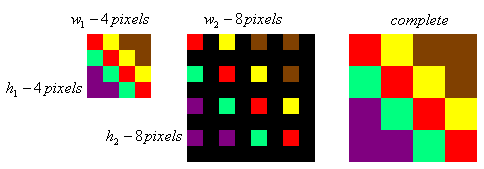 w₁ – 4 pixels
w₂ – 8 pixels
complete
h₁ – 4 pixels
h₂ – 8 pixels